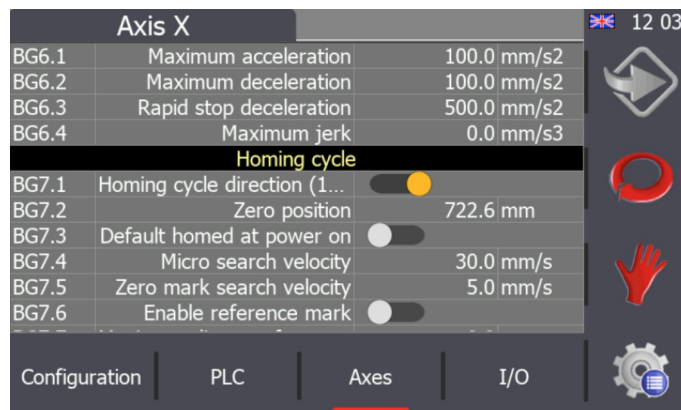 Axis X
12 03
BG6.1 Maximum acceleration 100.0 mm/s2
BG6.2 Maximum deceleration 100.0 mm/s2
BG6.3 Rapid stop deceleration 500.0 mm/s2
BG6.4 Maximum jerk 0.0 mm/s3
Homing cycle
BG7.1 Homing cycle direction (1...
BG7.2 Zero position 722.6 mm
BG7.3 Default homed at power on
BG7.4 Micro search velocity 30.0 mm/s
BG7.5 Zero mark search velocity 5.0 mm/s
BG7.6 Enable reference mark
Configuration PLC Axes I/O